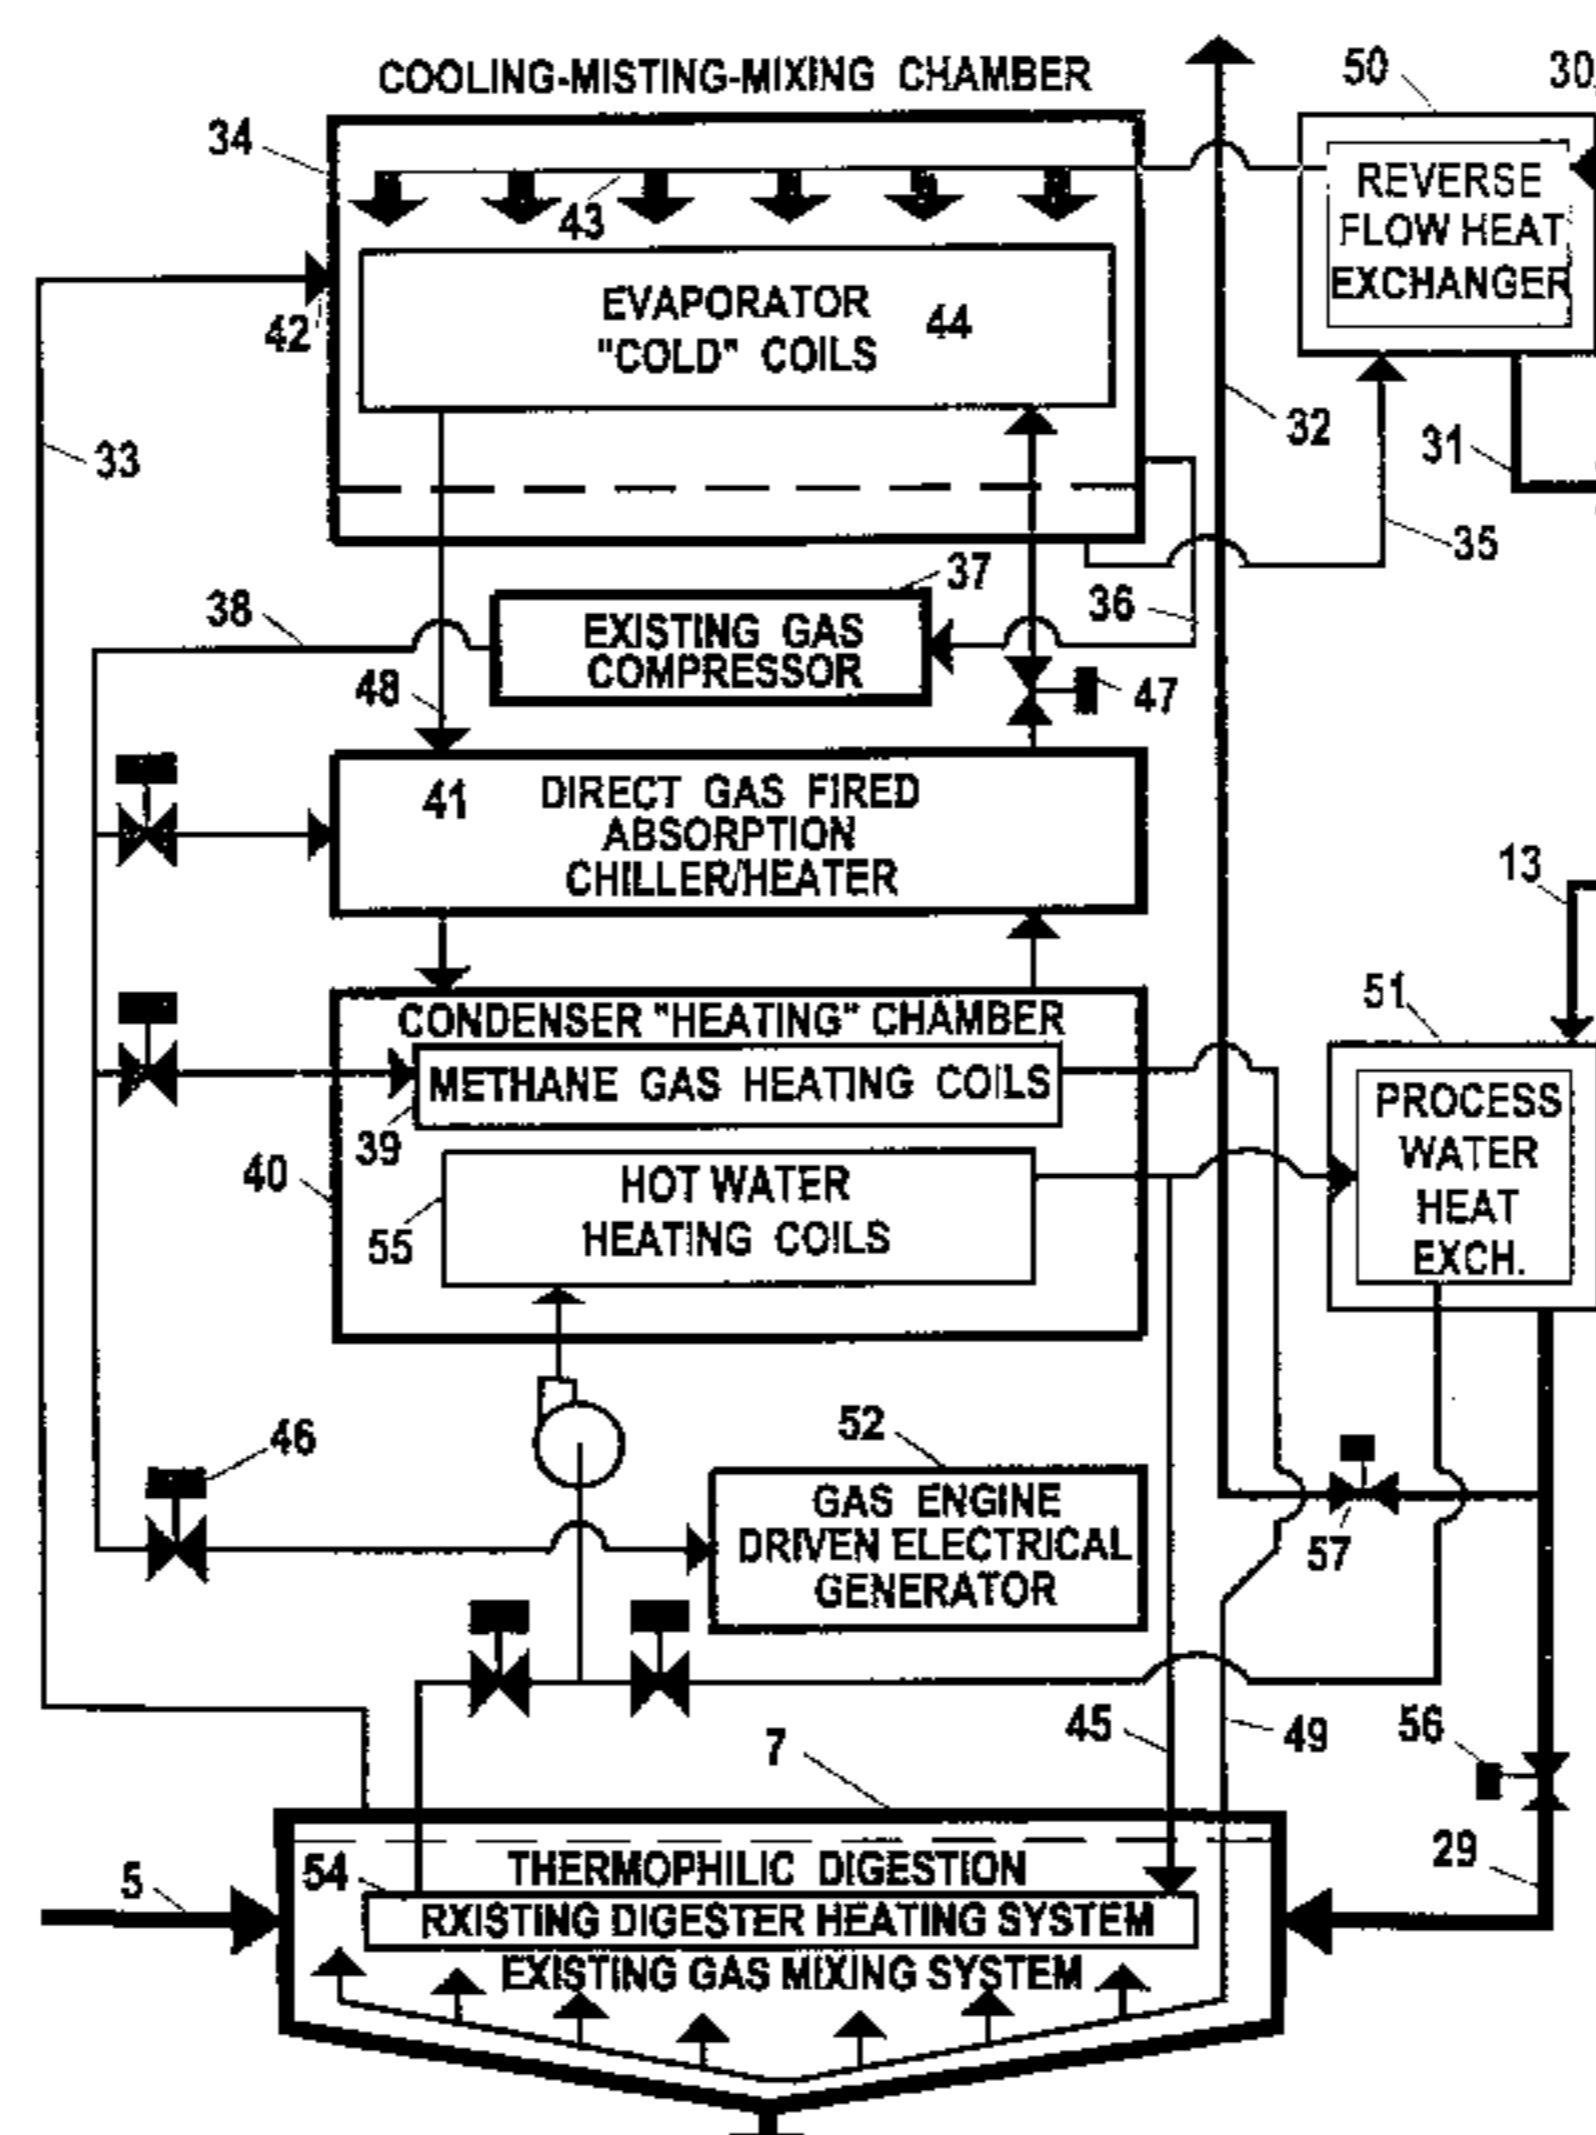 COOLING-MISTING-MIXING CHAMBER
50
30
34
REVERSE
FLOW HEAT
EXCHANGER
43
42
EVAPORATOR
"COLD" COILS
44
33
32
31
35
37
38
36
EXISTING GAS
COMPRESSOR
48
47
41
DIRECT GAS FIRED
ABSORPTION
CHILLER/HEATER
13
51
CONDENSER "HEATING" CHAMBER
METHANE GAS HEATING COILS
39
40
PROCESS
WATER
HEAT
EXCH.
HOT WATER
HEATING COILS
55
46
52
GAS ENGINE
DRIVEN ELECTRICAL
GENERATOR
57
45
49
56
7
29
5
54
THERMOPHILIC DIGESTION
RXISTING DIGESTER HEATING SYSTEM
EXISTING GAS MIXING SYSTEM